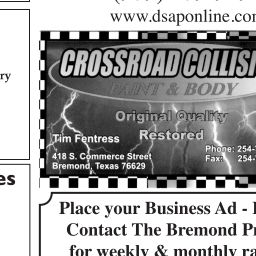 www.dsaponline.com
ry
CROSSROAD COLLISI
PAINT & BODY
Original Quality
Restored
Tim Fentress
Phone: 254-
418 S. Commerce Street
Fax: 254-
Bremond, Texas 76629
es
Place your Business Ad -
Contact The Bremond Pr
for weekly & monthly ra